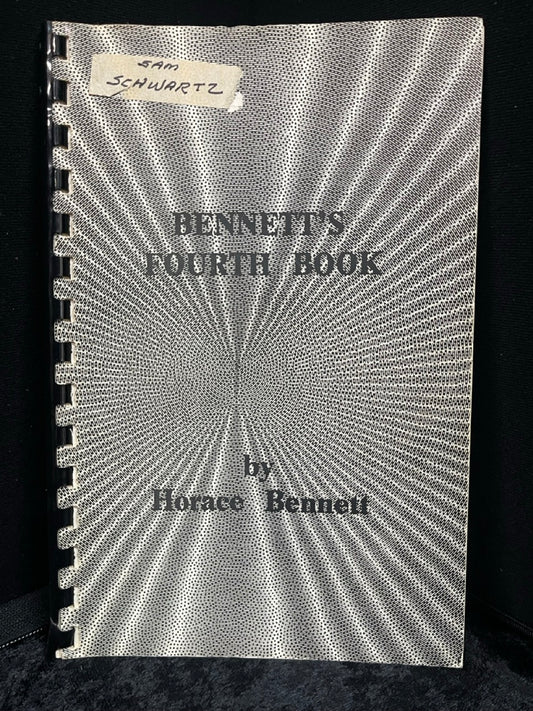 SAM
SCHWARTZ
BENNETT'S
FOURTH BOOK
by
Horace Bennett